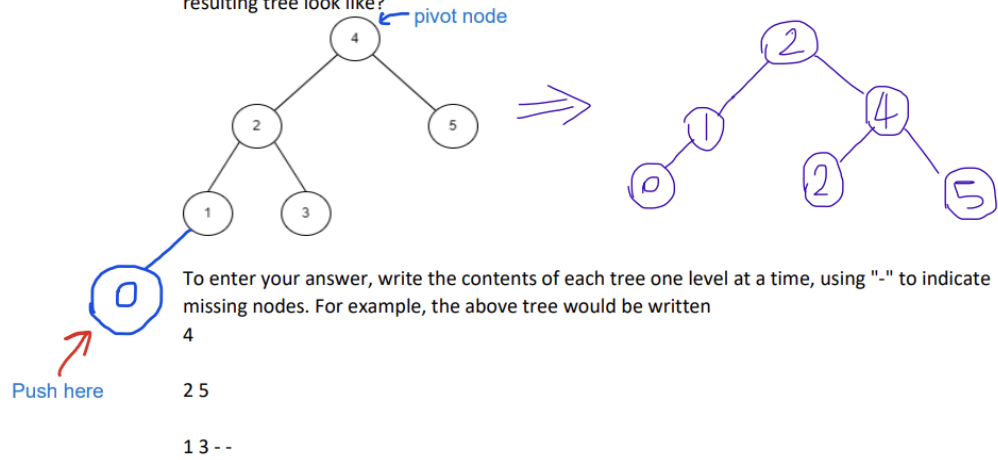 resulting tree look like?
pivot node
4
2
2
4
5
1
1
3
0
2
5
0
To enter your answer, write the contents of each tree one level at a time, using "-" to indicate
missing nodes. For example, the above tree would be written
4
Push here
2 5
1 3 - -